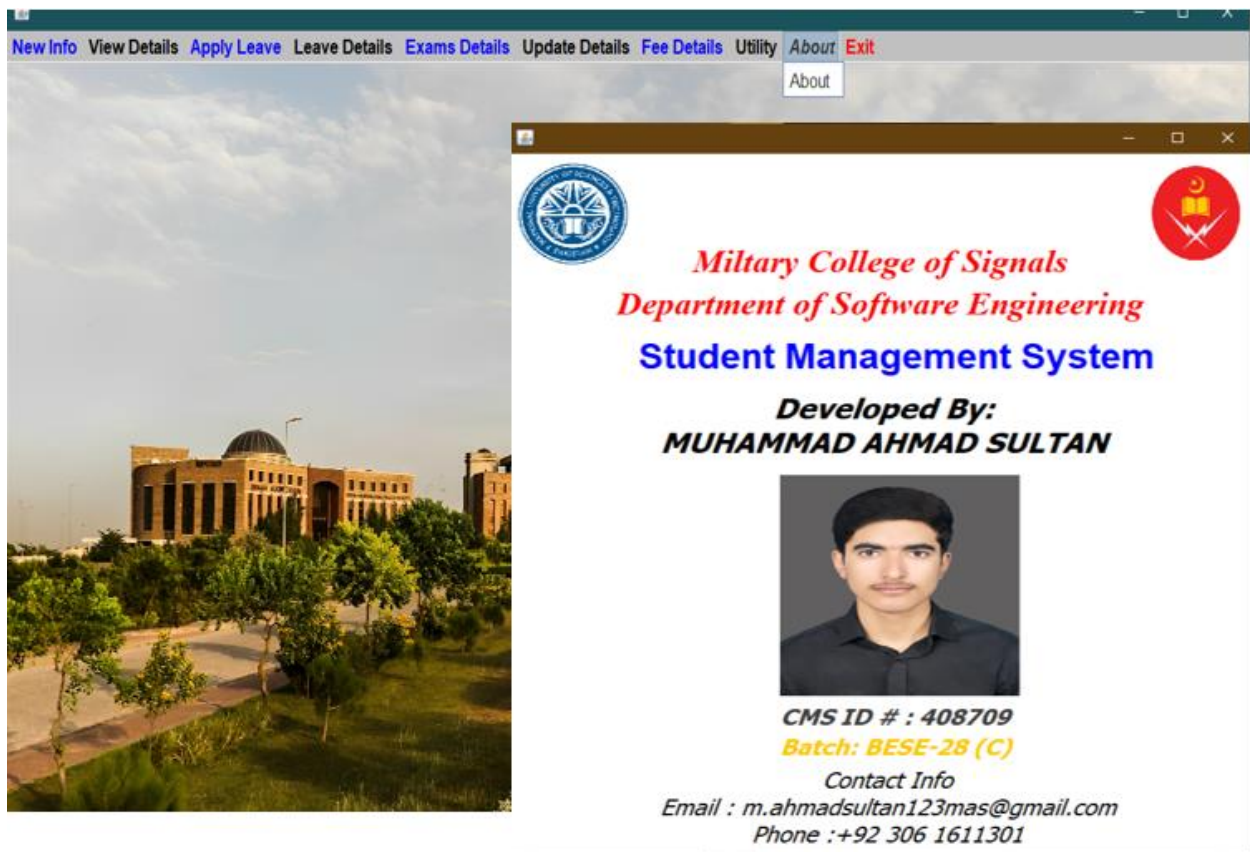 New Info View Details Apply Leave Leave Details Exams Details Update Details Fee Details Utility About Exit
About
Miltary College of Signals
Department of Software Engineering
Student Management System
Developed By:
MUHAMMAD AHMAD SULTAN
CMS ID # : 408709
Batch: BESE-28 (C)
Contact Info
Email : m.ahmadsultan123mas@gmail.com
Phone :+92 306 1611301